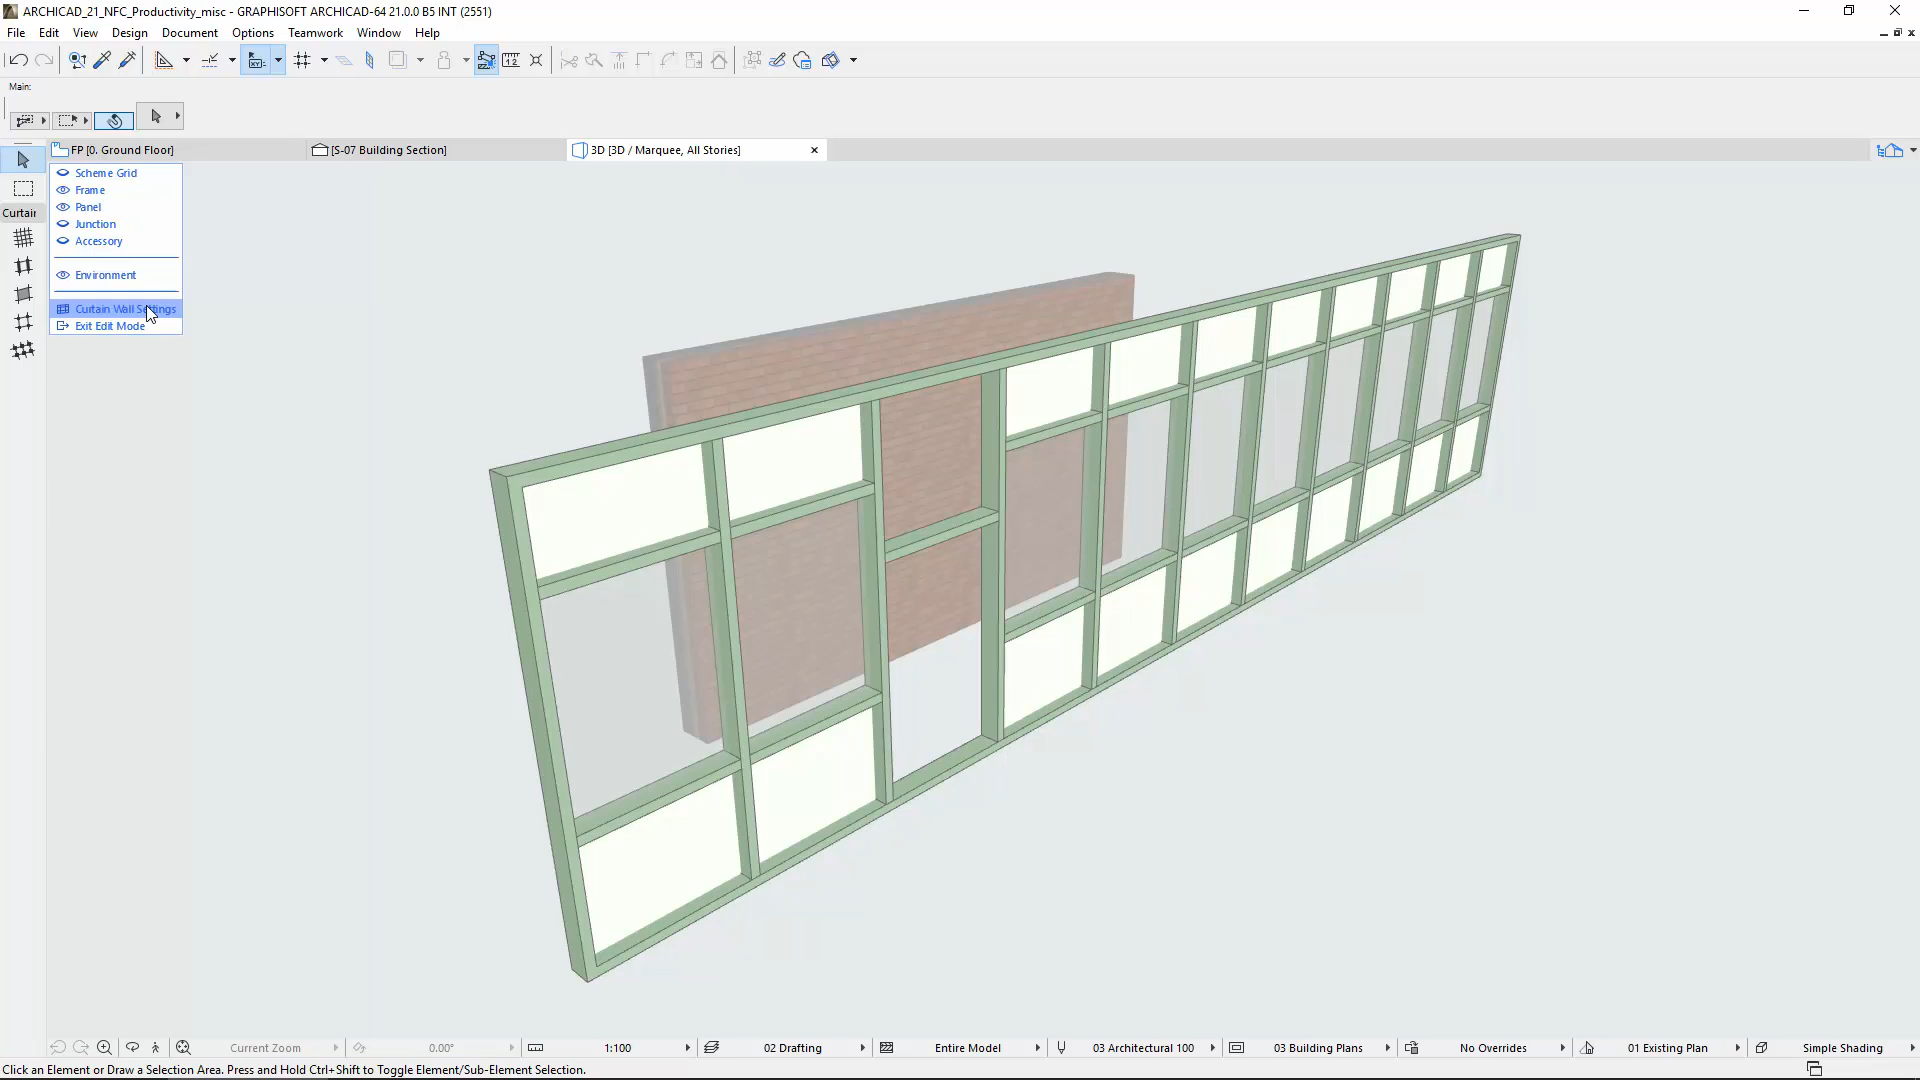 ARCHICAD_21_NFC_Productivity_misc - GRAPHISOFT ARCHICAD-64 21.0.0 B5 INT (2551)
File Edit View Design Document Options Teamwork Window Help
Main:
FP [0. Ground Floor]
[S-07 Building Section]
3D [3D / Marquee, All Stories]
Scheme Grid
Frame
Panel
Curtain
Junction
Accessory
Environment
Curtain Wall Settings
Exit Edit Mode
Current Zoom
0.00°
1:100
02 Drafting
Entire Model
03 Architectural 100
03 Building Plans
No Overrides
01 Existing Plan
Simple Shading
Click an Element or Draw a Selection Area. Press and Hold Ctrl+Shift to Toggle Element/Sub-Element Selection.